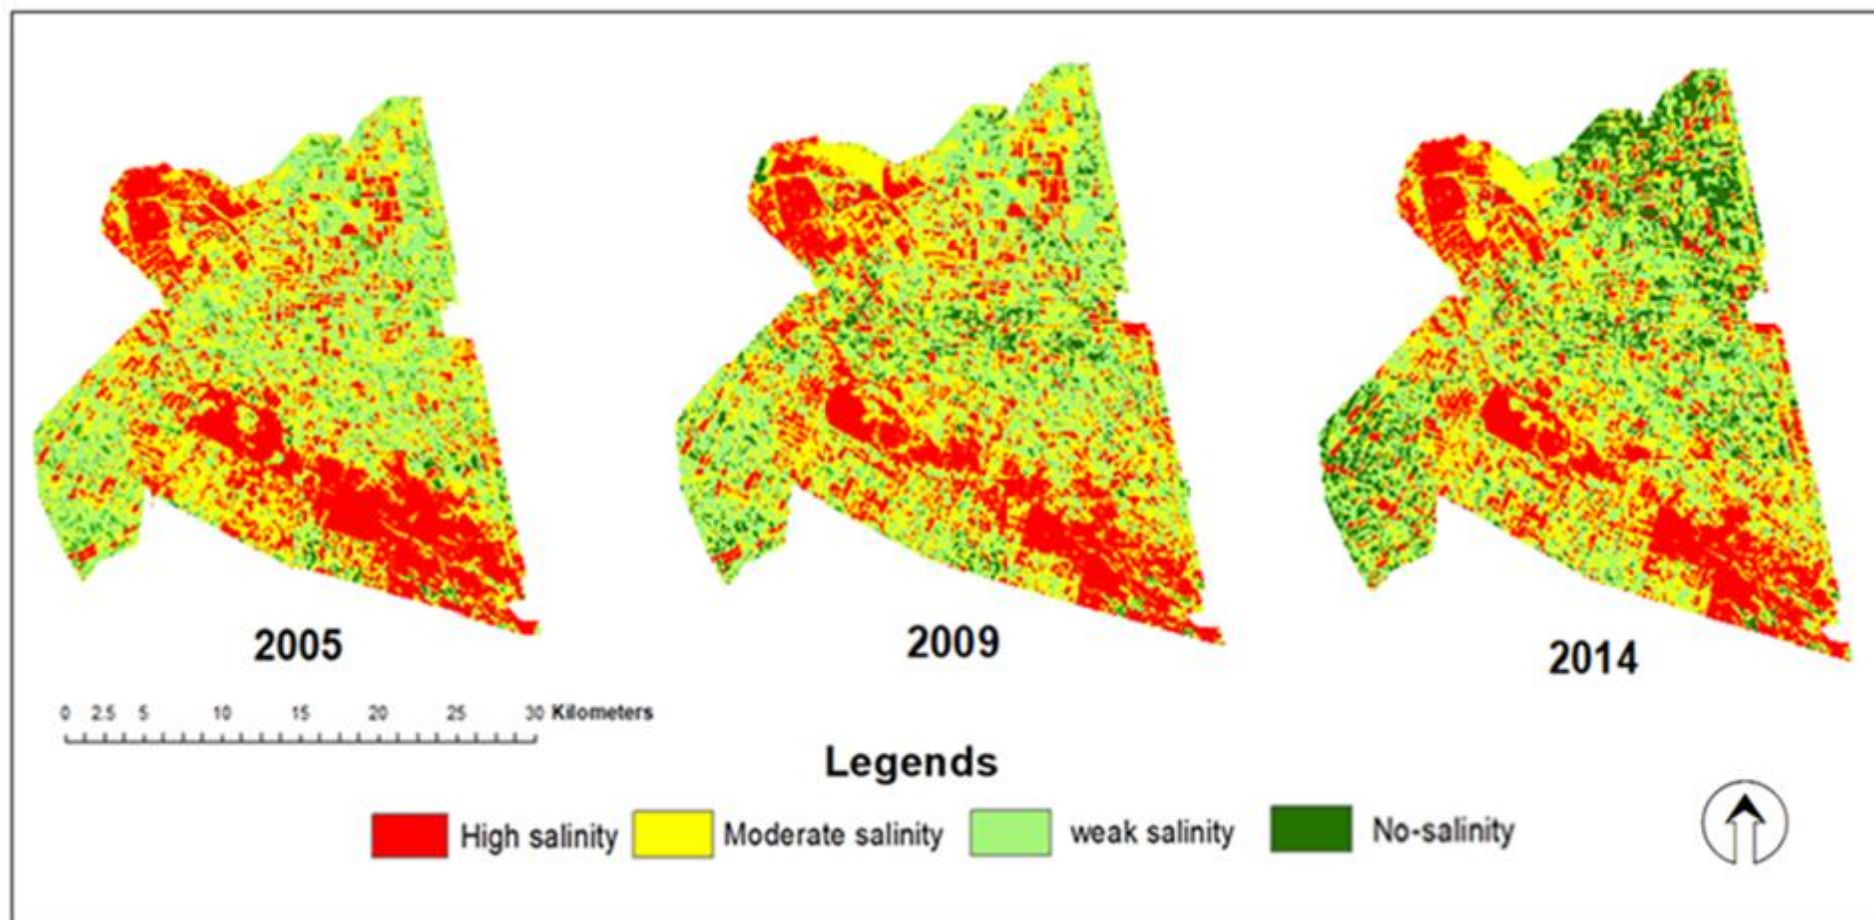 2005
2009
2014
0 2.5 5 10 15 20 25 30 Kilometers
Legends
High salinity Moderate salinity weak salinity No-salinity